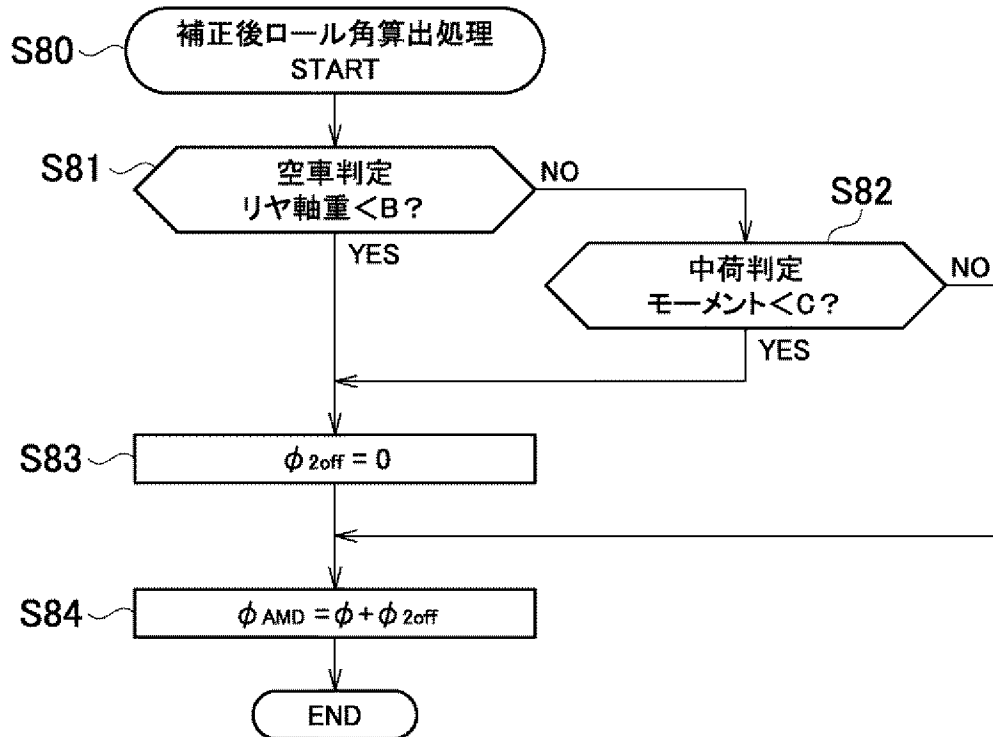 S80
補正後ロール角算出処理
START
S81
空車判定
リヤ軸重<B?
NO
YES
S82
中荷判定
モーメント<C?
NO
YES
S83
ϕ2off = 0
S84
ϕAMD = ϕ + ϕ2off
END